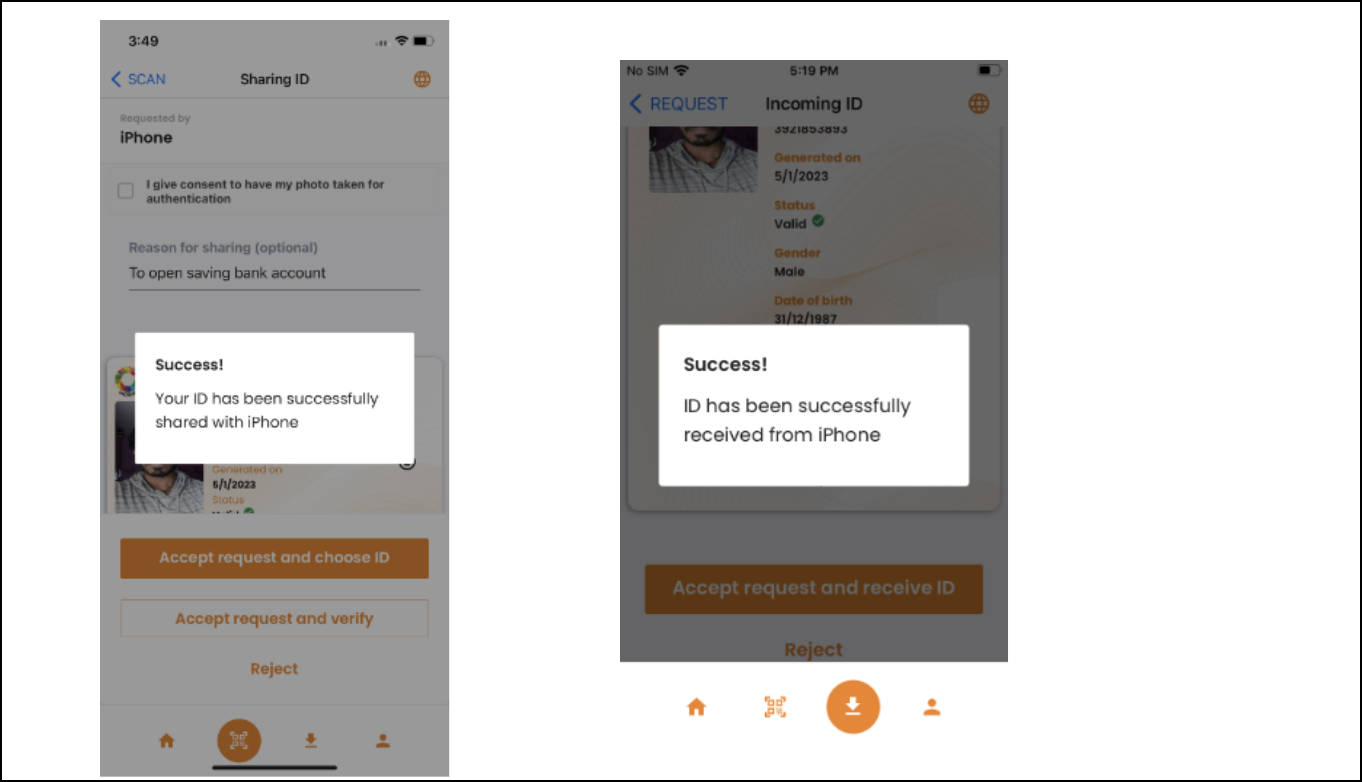 3:49
SCAN
Sharing ID
Requested by
iPhone
I give consent to have my photo taken for
authentication
Reason for sharing (optional)
To open saving bank account
Success!
Your ID has been successfully
shared with iPhone
Generated on
5/1/2023
Status
Valid
Accept request and choose ID
Accept request and verify
Reject
No SIM
5:19 PM
REQUEST
Incoming ID
3921853893
Generated on
5/1/2023
Status
Valid
Gender
Male
Date of birth
31/12/1987
Success!
ID has been successfully
received from iPhone
Accept request and receive ID
Reject